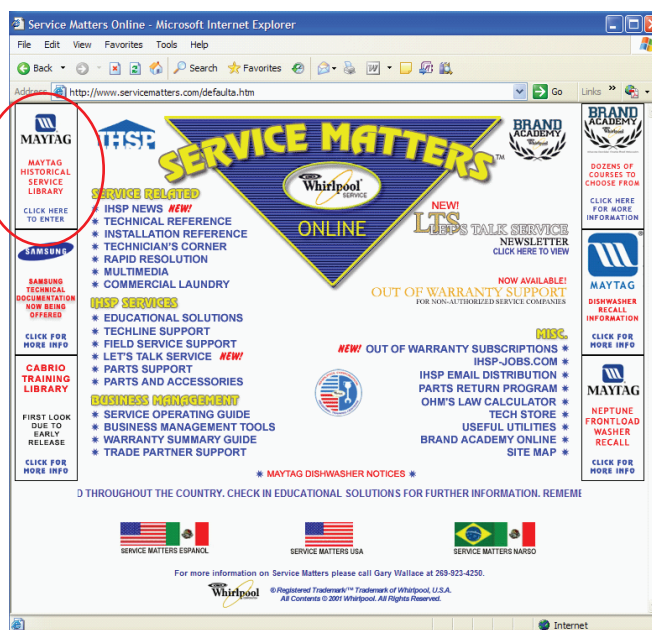 Service Matters Online - Microsoft Internet Explorer
File Edit View Favorites Tools Help
Back Search Favorites
Address http://www.servicematters.com/defaulta.htm Go Links »
MAYTAG
MAYTAG
HISTORICAL
SERVICE
LIBRARY
CLICK HERE
TO ENTER
SAMSUNG
SAMSUNG
TECHNICAL
DOCUMENTATION
NOW BEING
OFFERED
CLICK FOR
MORE INFO
CABRIO
TRAINING
LIBRARY
FIRST LOOK
DUE TO
EARLY
RELEASE
CLICK FOR
MORE INFO
IHSP
SERVICE MATTERS™
Whirlpool
SERVICE
ONLINE
BRAND
ACADEMY
Whirlpool
SERVICE RELATED
* IHSP NEWS NEW!
* TECHNICAL REFERENCE
* INSTALLATION REFERENCE
* TECHNICIAN'S CORNER
* RAPID RESOLUTION
* MULTIMEDIA
* COMMERCIAL LAUNDRY
IHSP SERVICES
* EDUCATIONAL SOLUTIONS
* TECHLINE SUPPORT
* FIELD SERVICE SUPPORT
* LET'S TALK SERVICE NEW!
* PARTS SUPPORT
* PARTS AND ACCESSORIES
BUSINESS MANAGEMENT
* SERVICE OPERATING GUIDE
* BUSINESS MANAGEMENT TOOLS
* WARRANTY SUMMARY GUIDE
* TRADE PARTNER SUPPORT
NEW!
LTS
LET'S TALK SERVICE
NEWSLETTER
CLICK HERE TO VIEW
NOW AVAILABLE!
OUT OF WARRANTY SUPPORT
FOR NON-AUTHORIZED SERVICE COMPANIES
MISC.
NEW! OUT OF WARRANTY SUBSCRIPTIONS *
IHSP-JOBS.COM *
IHSP EMAIL DISTRIBUTION *
PARTS RETURN PROGRAM *
OHM'S LAW CALCULATOR *
TECH STORE *
USEFUL UTILITIES *
BRAND ACADEMY ONLINE *
SITE MAP *
BRAND
ACADEMY
Whirlpool
DOZENS OF
COURSES TO
CHOOSE FROM
CLICK HERE
FOR MORE
INFORMATION
MAYTAG
DISHWASHER
RECALL
INFORMATION
CLICK FOR
MORE INFO
MAYTAG
NEPTUNE
FRONTLOAD
WASHER
RECALL
CLICK FOR
MORE INFO
* MAYTAG DISHWASHER NOTICES *
D THROUGHOUT THE COUNTRY. CHECK IN EDUCATIONAL SOLUTIONS FOR FURTHER INFORMATION. REMEME
SERVICE MATTERS ESPANOL SERVICE MATTERS USA SERVICE MATTERS NARSO
For more information on Service Matters please call Gary Wallace at 269-923-4250.
Whirlpool
® Registered Trademark/™ Trademark of Whirlpool, U.S.A.
All Contents © 2001 Whirlpool. All Rights Reserved.
Internet